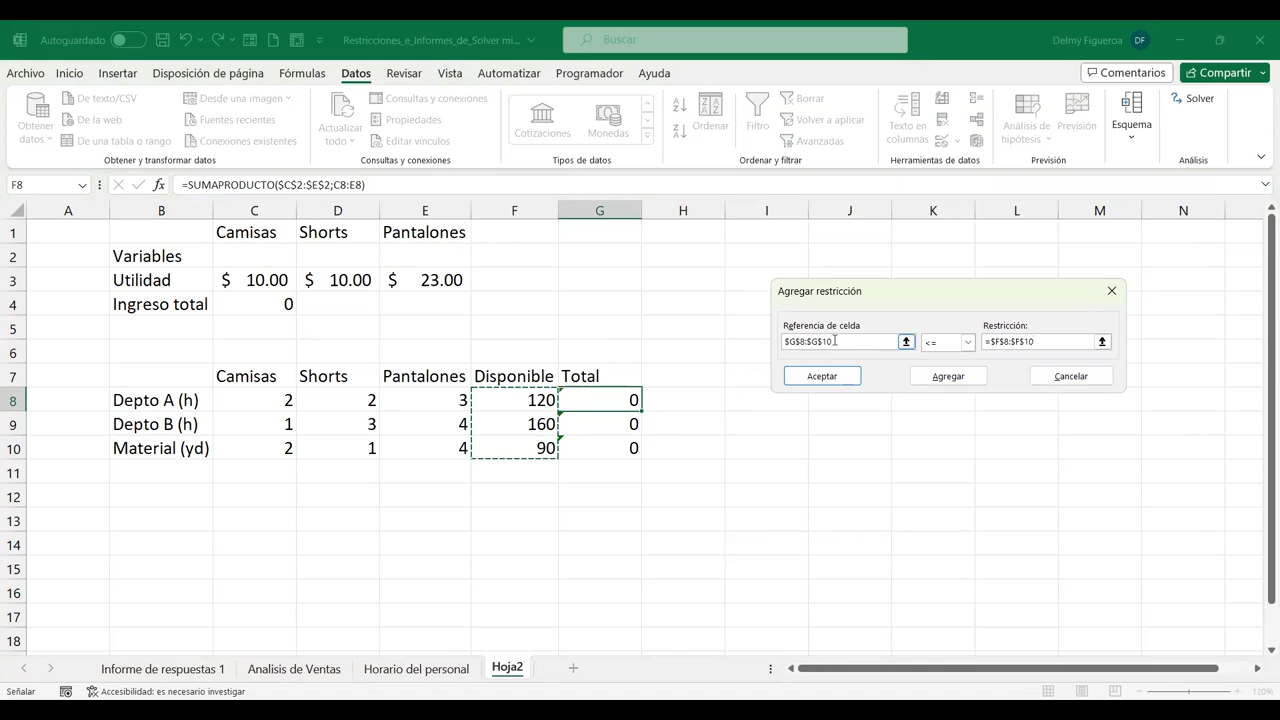 Autoguardado
Restricciones_e_Informes_de_Solver mi...
Buscar
Delmy Figueroa
DF
Archivo
Inicio
Insertar
Disposición de página
Fórmulas
Datos
Revisar
Vista
Automatizar
Programador
Ayuda
Comentarios
Compartir
Obtener datos
De texto/CSV
De la web
De una tabla o rango
Desde una imagen
Fuentes recientes
Conexiones existentes
Obtener y transformar datos
Actualizar todo
Consultas y conexiones
Propiedades
Editar vínculos
Consultas y conexiones
Cotizaciones
Monedas
Tipos de datos
Ordenar
Filtro
Borrar
Volver a aplicar
Avanzadas
Ordenar y filtrar
Texto en columnas
Herramientas de datos
Análisis de hipótesis
Previsión
Previsión
Esquema
Solver
Análisis
F8
=SUMAPRODUCTO($C$2:$E$2;C8:E8)
A B C D E F G H I J K L M N
1 Camisas Shorts Pantalones
2 Variables
3 Utilidad $ 10.00 $ 10.00 $ 23.00
4 Ingreso total 0
5
6
7 Camisas Shorts Pantalones Disponible Total
8 Depto A (h) 2 2 3 120 0
9 Depto B (h) 1 3 4 160 0
10 Material (yd) 2 1 4 90 0
11
12
13
14
15
16
17
18
Agregar restricción
Referencia de celda
Restricción:
$G$8:$G$10 <= =$F$8:$F$10
Aceptar
Agregar
Cancelar
Informe de respuestas 1
Analisis de Ventas
Horario del personal
Hoja2
Señalar
Accesibilidad: es necesario investigar
120%